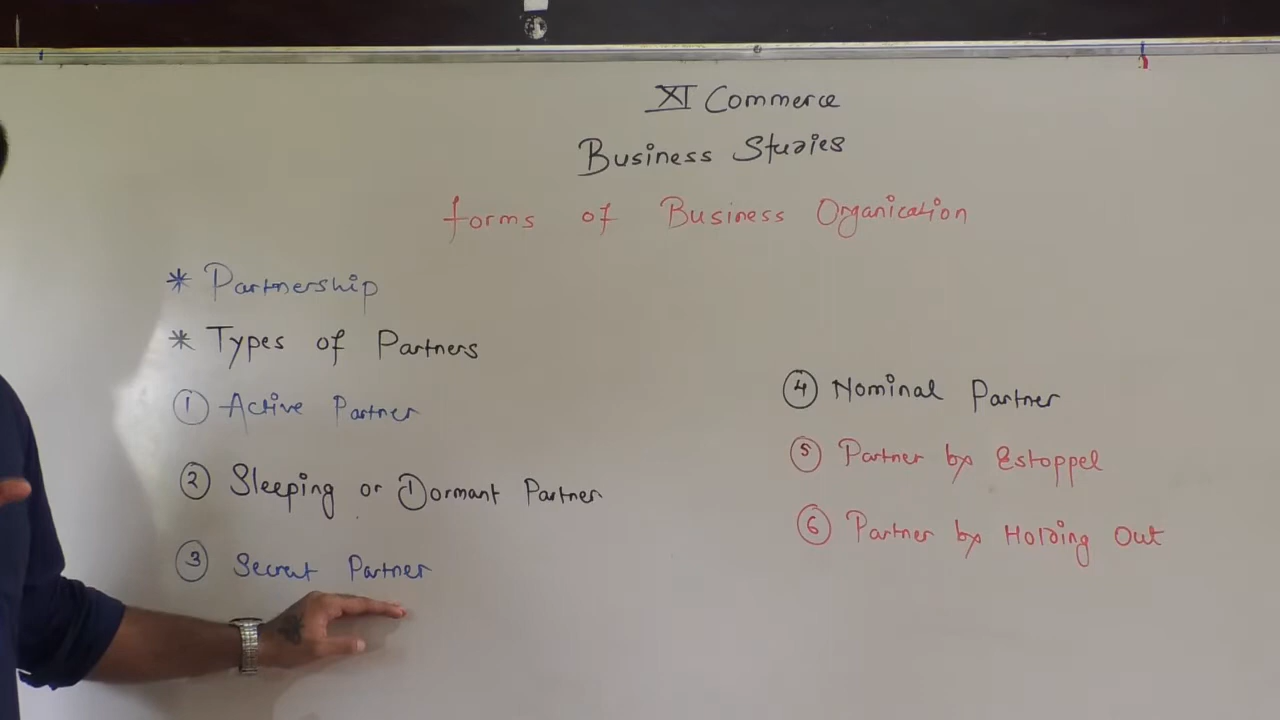 XI Commerce
Business Studies
forms of Business Organisation
* Partnership
* Types of Partners
① Active Partner
② Sleeping or Dormant Partner
③ Secret Partner
④ Nominal Partner
⑤ Partner by Estoppel
⑥ Partner by Holding Out